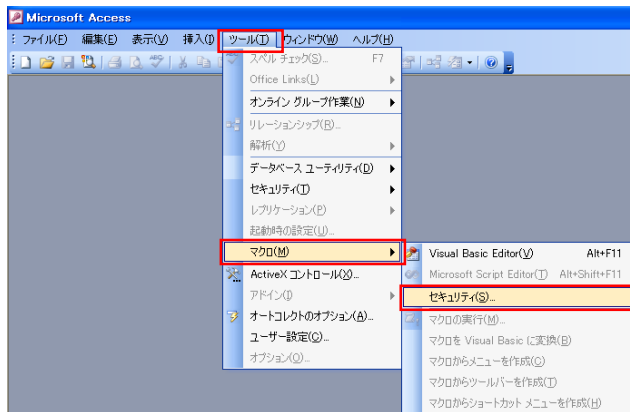 Microsoft Access
ファイル(F) 編集(E) 表示(V) 挿入(I) ツール(T) ウィンドウ(W) ヘルプ(H)
スペル チェック(S)... F7
Office Links(L)
オンライン グループ作業(N)
リレーションシップ(R)...
解析(Y)
データベース ユーティリティ(D)
セキュリティ(T)
レプリケーション(P)
起動時の設定(U)...
マクロ(M)
Visual Basic Editor(V) Alt+F11
ActiveX コントロール(X)...
Microsoft Script Editor(T) Alt+Shift+F11
アドイン(I)
セキュリティ(S)...
オートコレクトのオプション(A)...
マクロの実行(M)...
ユーザー設定(C)...
マクロを Visual Basic に変換(B)
オプション(O)...
マクロからメニューを作成(C)
マクロからツールバーを作成(T)
マクロからショートカット メニューを作成(H)